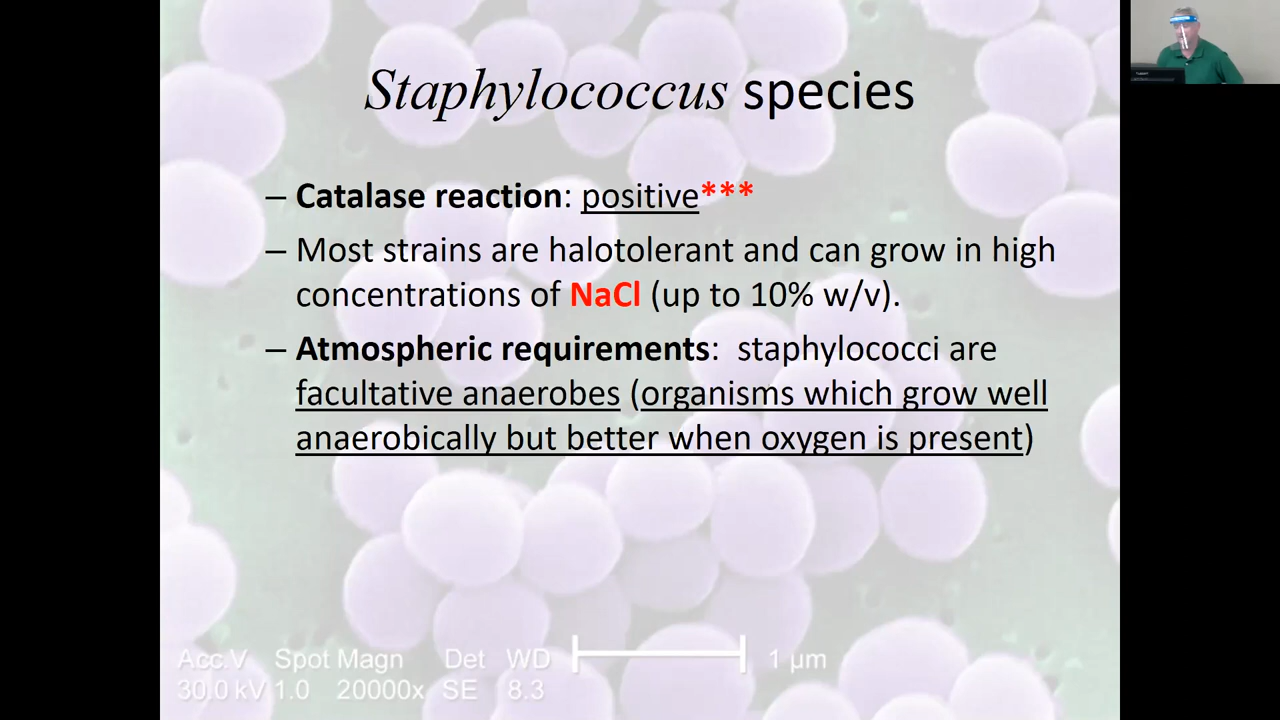 Staphylococcus species
– Catalase reaction: positive***
– Most strains are halotolerant and can grow in high
concentrations of NaCl (up to 10% w/v).
– Atmospheric requirements: staphylococci are
facultative anaerobes (organisms which grow well
anaerobically but better when oxygen is present)
Acc.V Spot Magn Det WD 1 µm
30.0 kV 1.0 20000x SE 8.3